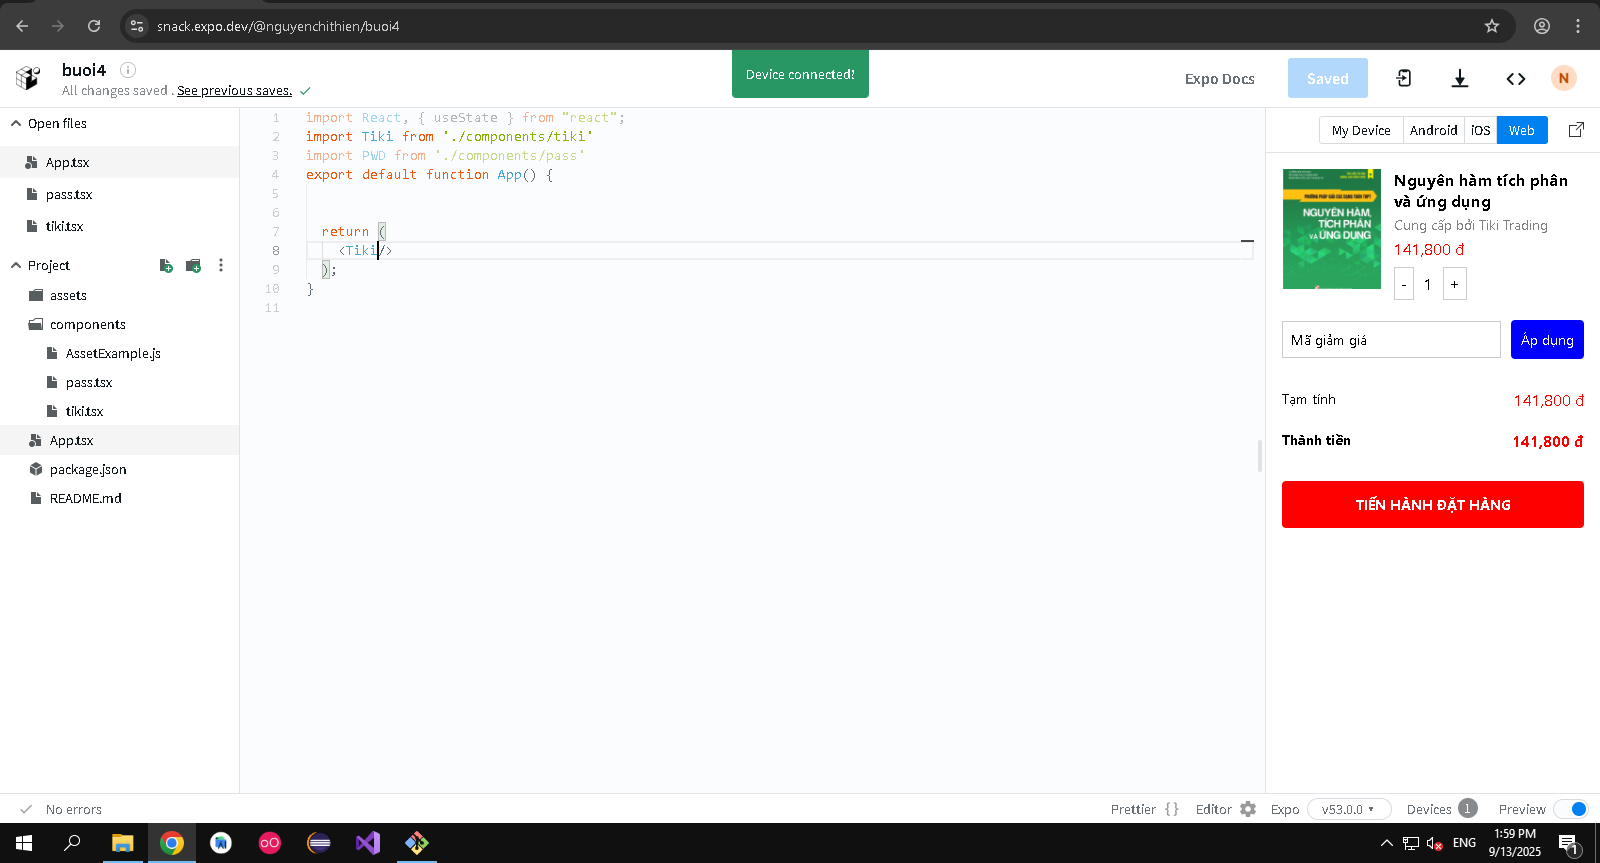 snack.expo.dev/@nguyenchithien/buoi4
buoi4
All changes saved. See previous saves.
Device connected!
Expo Docs
Saved
N
Open files
App.tsx
pass.tsx
tiki.tsx
Project
assets
components
AssetExample.js
pass.tsx
tiki.tsx
App.tsx
package.json
README.md
1 import React, { useState } from "react";
2 import Tiki from './components/tiki'
3 import PWD from './components/pass'
4 export default function App() {
5
6
7 return (
8 <Tiki/>
9 );
10 }
11
My Device Android iOS Web
NGUYÊN HÀM,
TÍCH PHÂN
VÀ ỨNG DỤNG
Nguyên hàm tích phân
và ứng dụng
Cung cấp bởi Tiki Trading
141,800 đ
- 1 +
Mã giảm giá
Áp dụng
Tạm tính 141,800 đ
Thành tiền 141,800 đ
TIẾN HÀNH ĐẶT HÀNG
No errors
Prettier {} Editor Expo v53.0.0 Devices 1 Preview
ENG
1:59 PM
9/13/2025
1